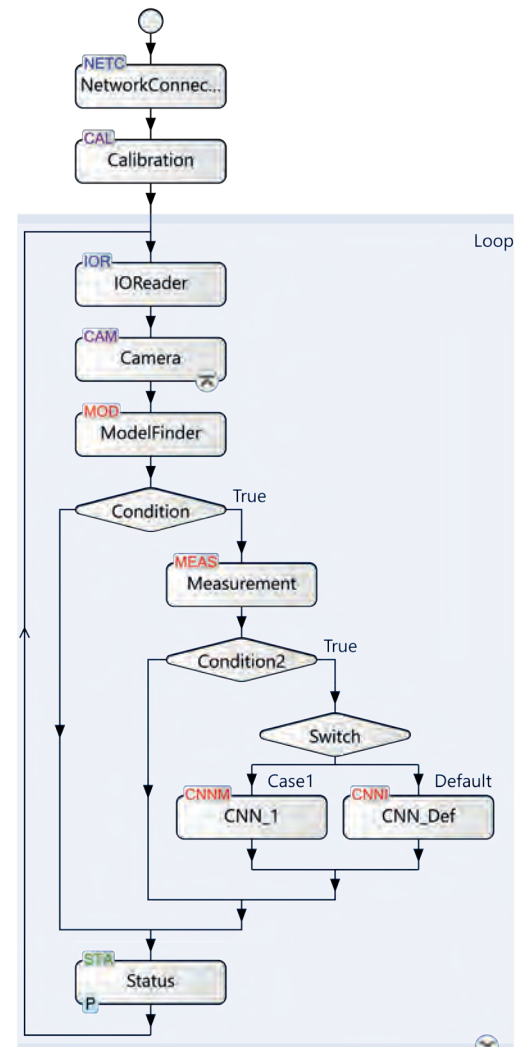 NETC
NetworkConnec...
CAL
Calibration
Loop
IOR
IOReader
CAM
Camera
MOD
ModelFinder
Condition
True
MEAS
Measurement
Condition2
True
Switch
Case1
Default
CNNM
CNN_1
CNNI
CNN_Def
STA
Status
P